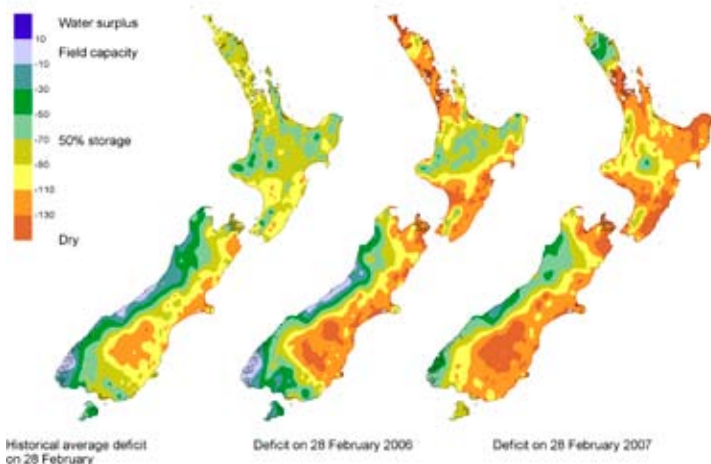 Water surplus
10
Field capacity
-10
-30
-50
50% storage
-70
-90
-110
-130
Dry
Historical average deficit
on 28 February
Deficit on 28 February 2006
Deficit on 28 February 2007